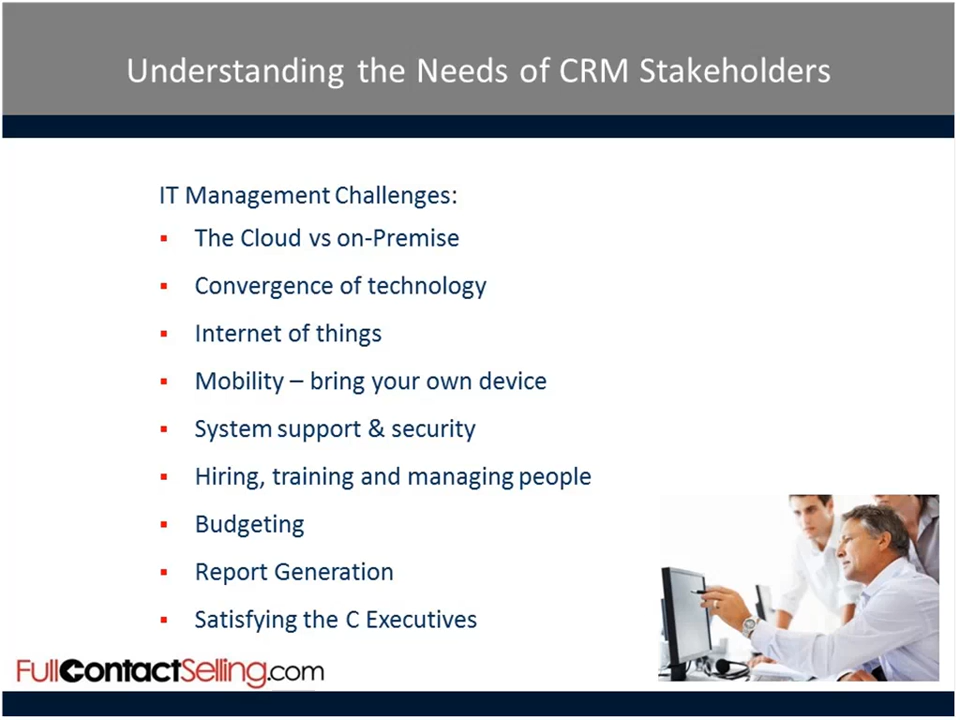 Understanding the Needs of CRM Stakeholders
IT Management Challenges:
▪ The Cloud vs on-Premise
▪ Convergence of technology
▪ Internet of things
▪ Mobility – bring your own device
▪ System support & security
▪ Hiring, training and managing people
▪ Budgeting
▪ Report Generation
▪ Satisfying the C Executives
FullContactSelling.com